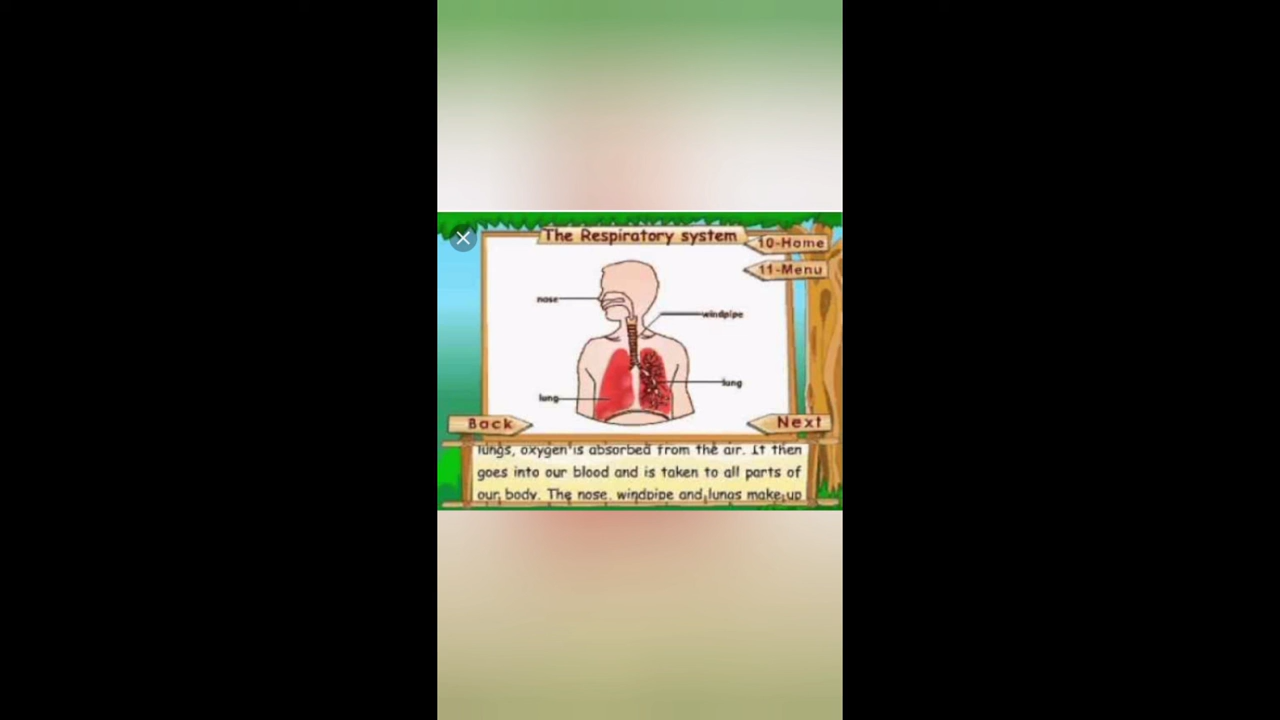 The Respiratory system
10-Home
11-Menu
nose
windpipe
lung
lung
Back
Next
lungs, oxygen is absorbed from the air. It then
goes into our blood and is taken to all parts of
our body. The nose, windpipe and lungs make up